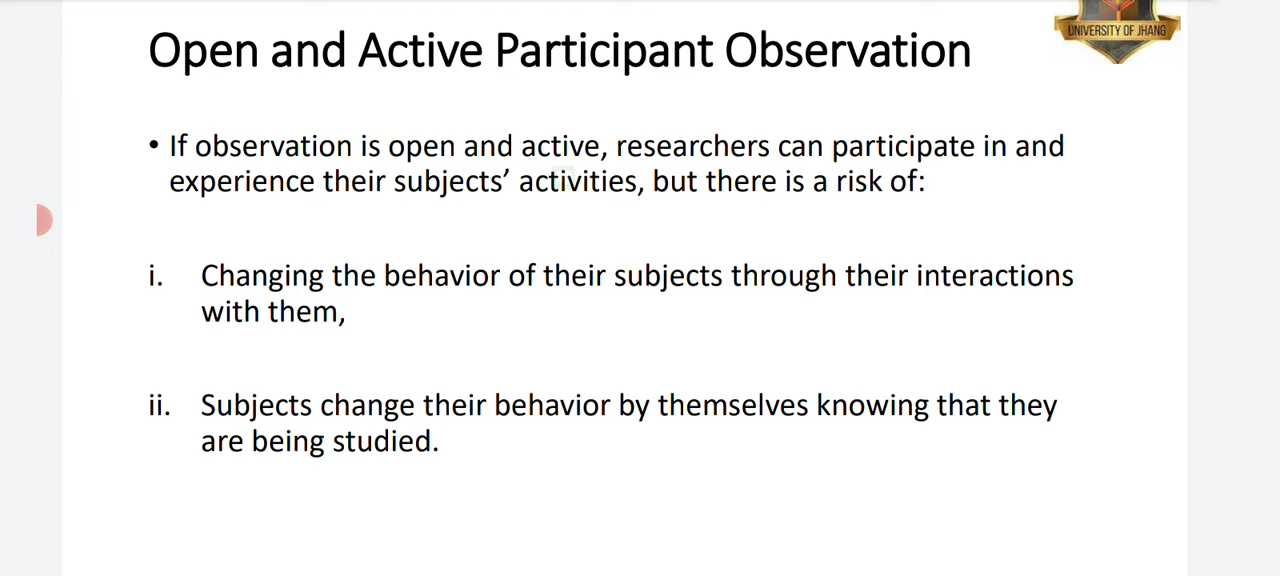 UNIVERSITY OF JHANG
Open and Active Participant Observation
• If observation is open and active, researchers can participate in and
experience their subjects’ activities, but there is a risk of:
i. Changing the behavior of their subjects through their interactions
with them,
ii. Subjects change their behavior by themselves knowing that they
are being studied.